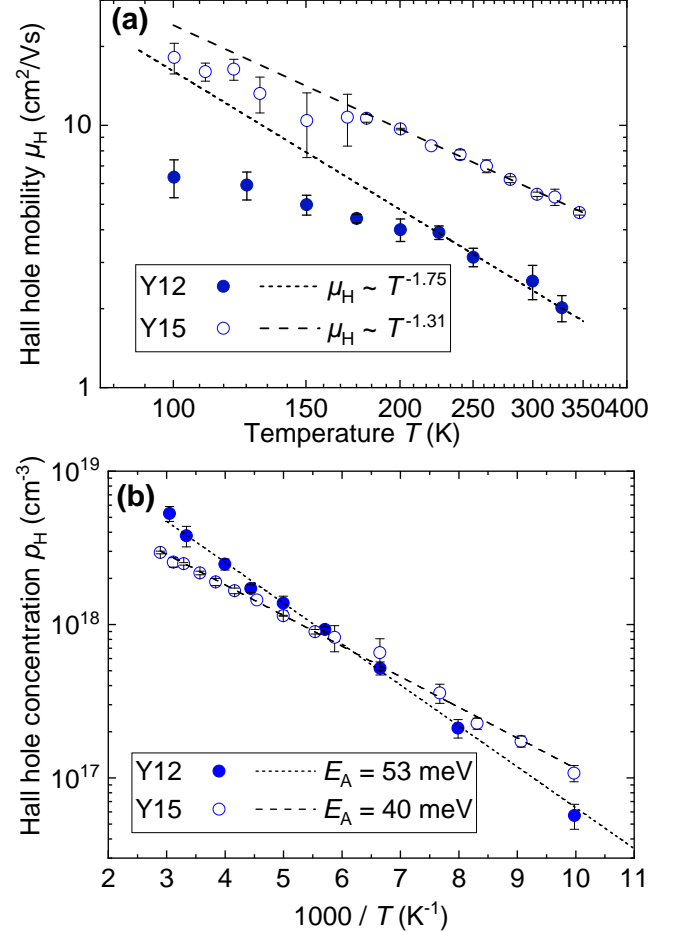 (a)
Hall hole mobility μH (cm2/Vs)
10
1
Y12 μH ~ T-1.75
Y15 μH ~ T-1.31
100 150 200 250 300 350 400
Temperature T (K)
(b)
Hall hole concentration pH (cm-3)
1019
1018
1017
Y12 EA = 53 meV
Y15 EA = 40 meV
2 3 4 5 6 7 8 9 10 11
1000 / T (K-1)